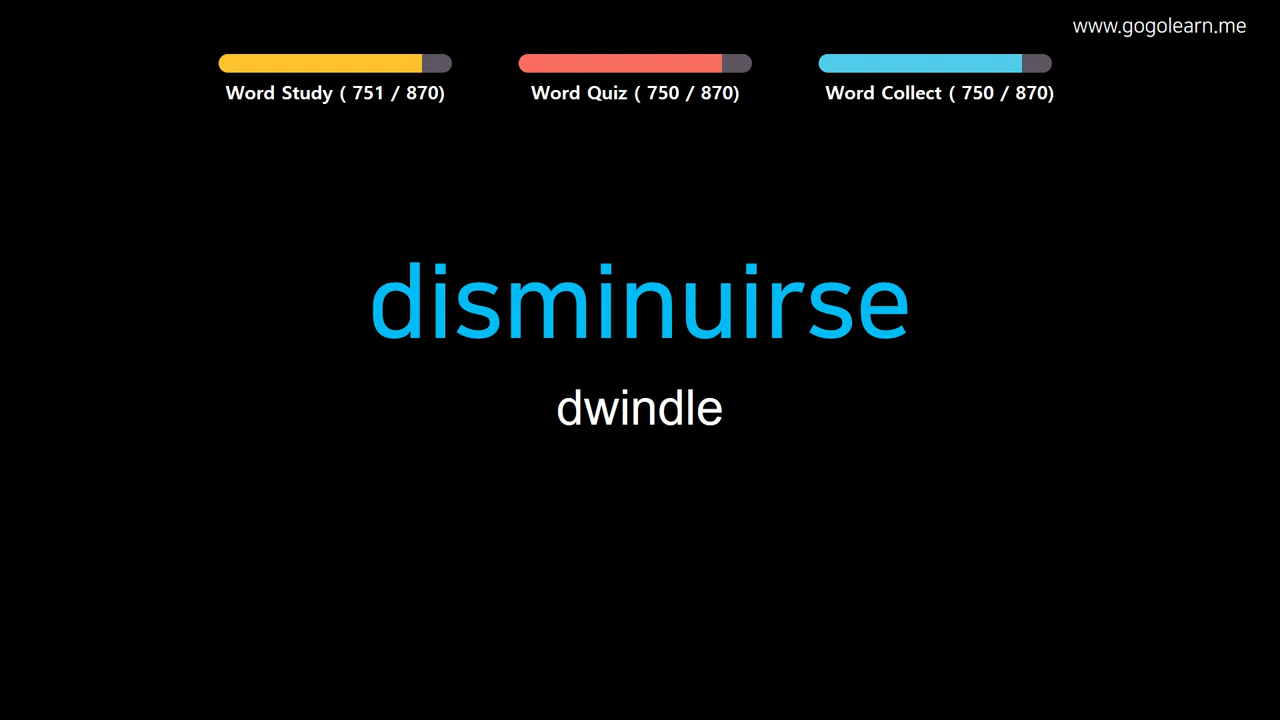 www.gogolearn.me
Word Study ( 751 / 870)
Word Quiz ( 750 / 870)
Word Collect ( 750 / 870)
disminuirse
dwindle